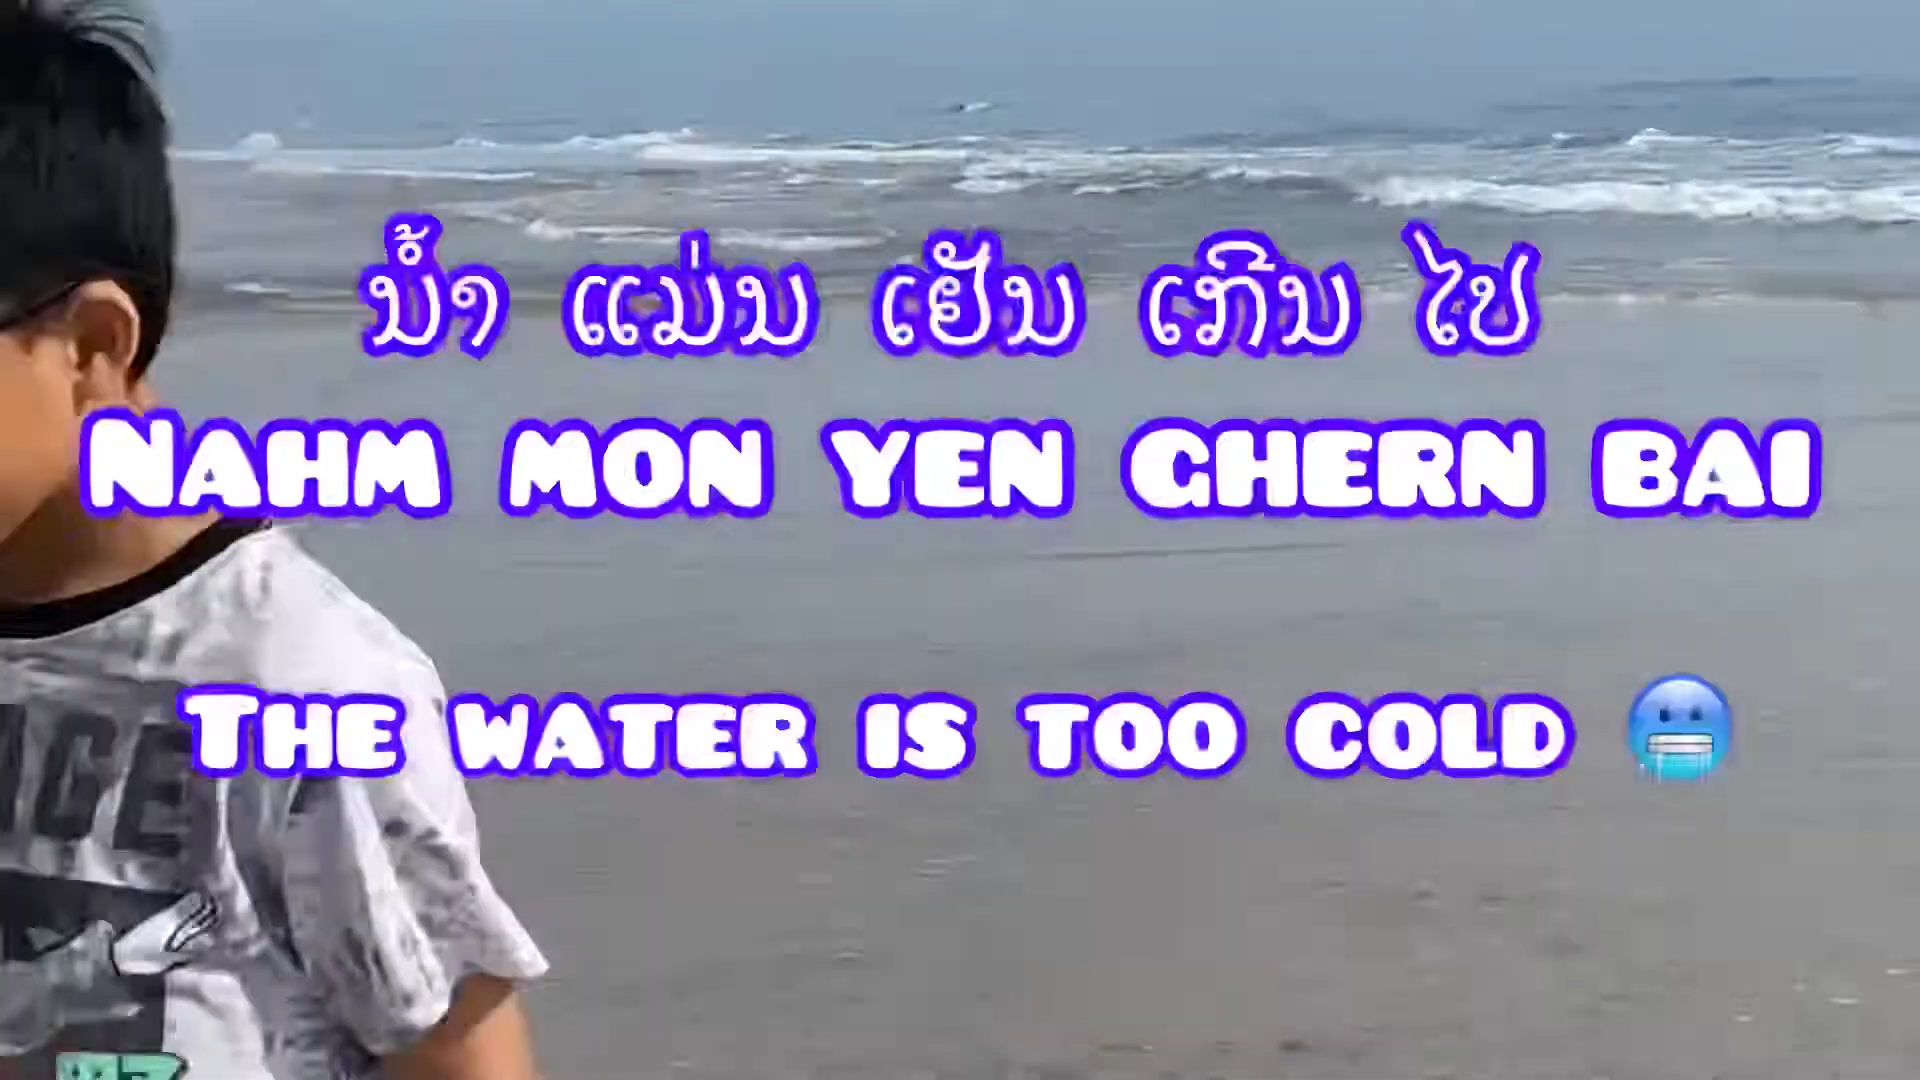 ນ້ຳ ແມ່ນ ເຢັນ ເກີນ ໄປ
NAHM MON YEN GHERN BAI
THE WATER IS TOO COLD 🥶